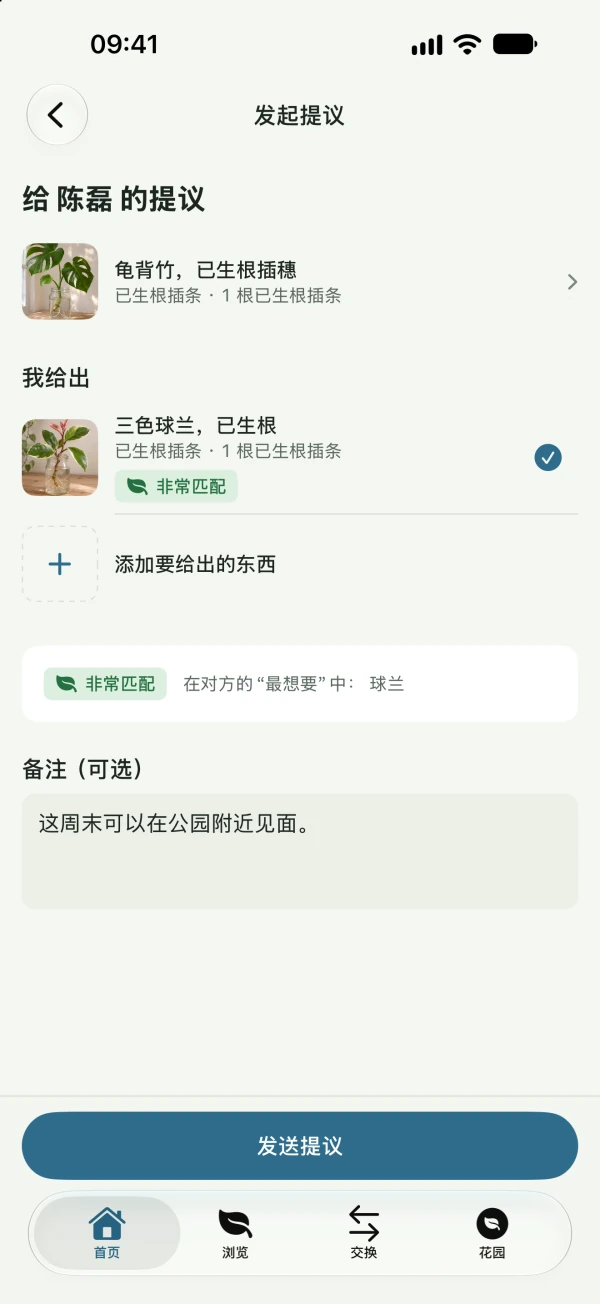 09:41
发起提议
给 陈磊 的提议
龟背竹，已生根插穗
已生根插条 · 1 根已生根插条
我给出
三色球兰，已生根
已生根插条 · 1 根已生根插条
非常匹配
添加要给出的东西
非常匹配 在对方的“最想要”中： 球兰
备注（可选）
这周末可以在公园附近见面。
发送提议
首页 浏览 交换 花园